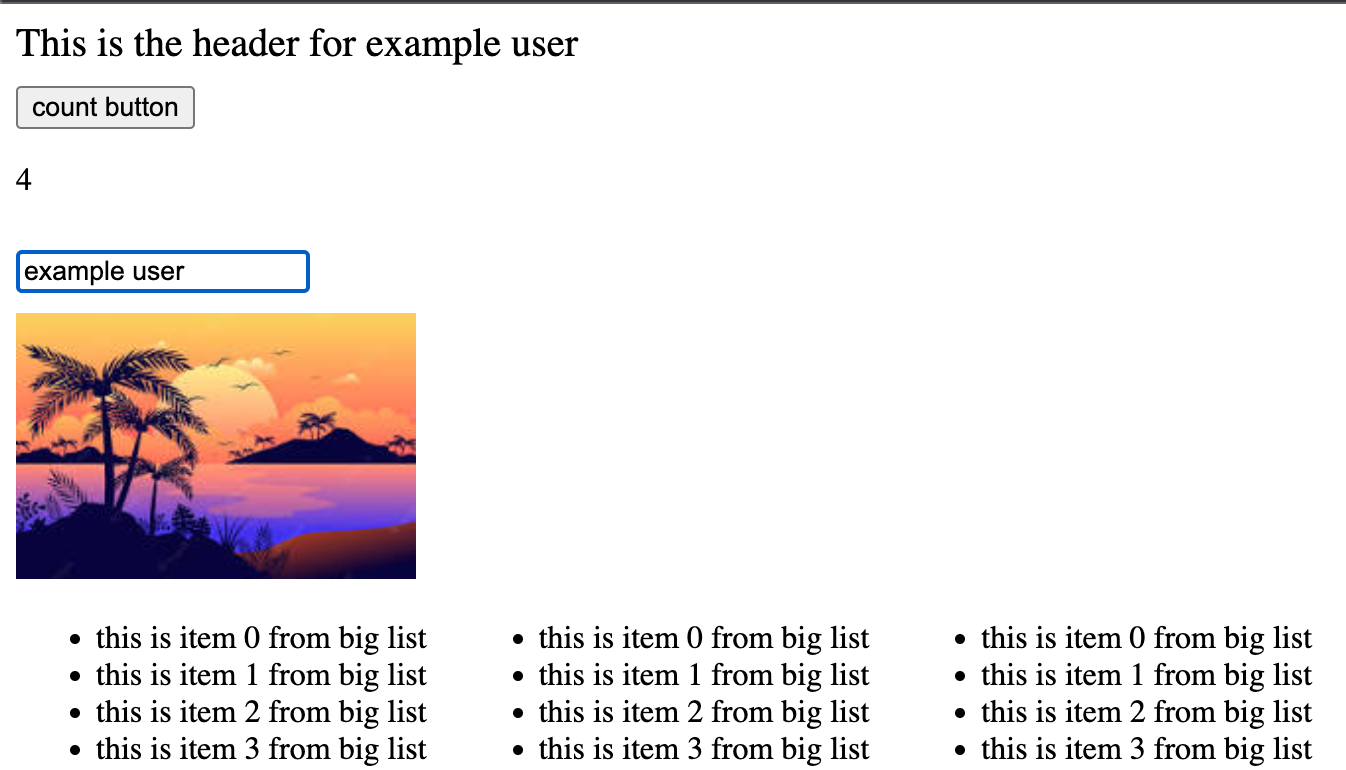 This is the header for example user
count button
4
example user
• this is item 0 from big list • this is item 0 from big list • this is item 0 from big list
• this is item 1 from big list • this is item 1 from big list • this is item 1 from big list
• this is item 2 from big list • this is item 2 from big list • this is item 2 from big list
• this is item 3 from big list • this is item 3 from big list • this is item 3 from big list